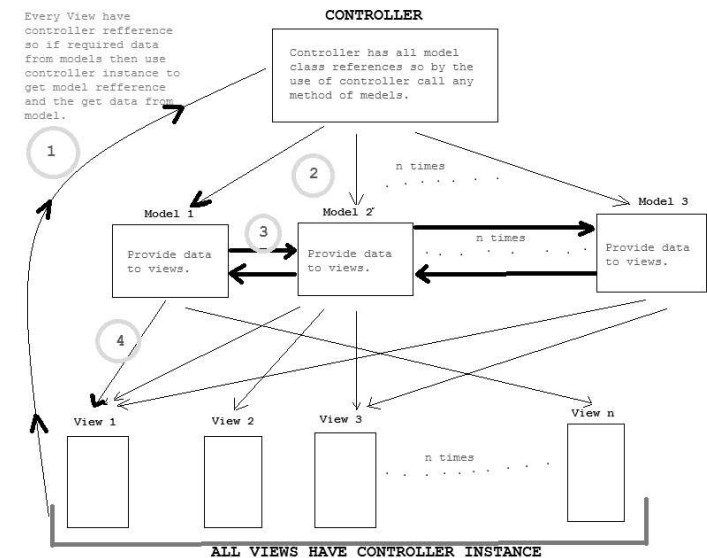 CONTROLLER
Every View have
controller refference
so if required data
from models then use
controller instance to
get model refference
and the get data from
model.
Controller has all model
class references so by the
use of controller call any
method of medels.
1
2
n times
Model 1
Model 2
Model 3
3
n times
Provide data
to views.
Provide data
to views.
Provide data
to views.
4
View 1
View 2
View 3
View n
n times
ALL VIEWS HAVE CONTROLLER INSTANCE